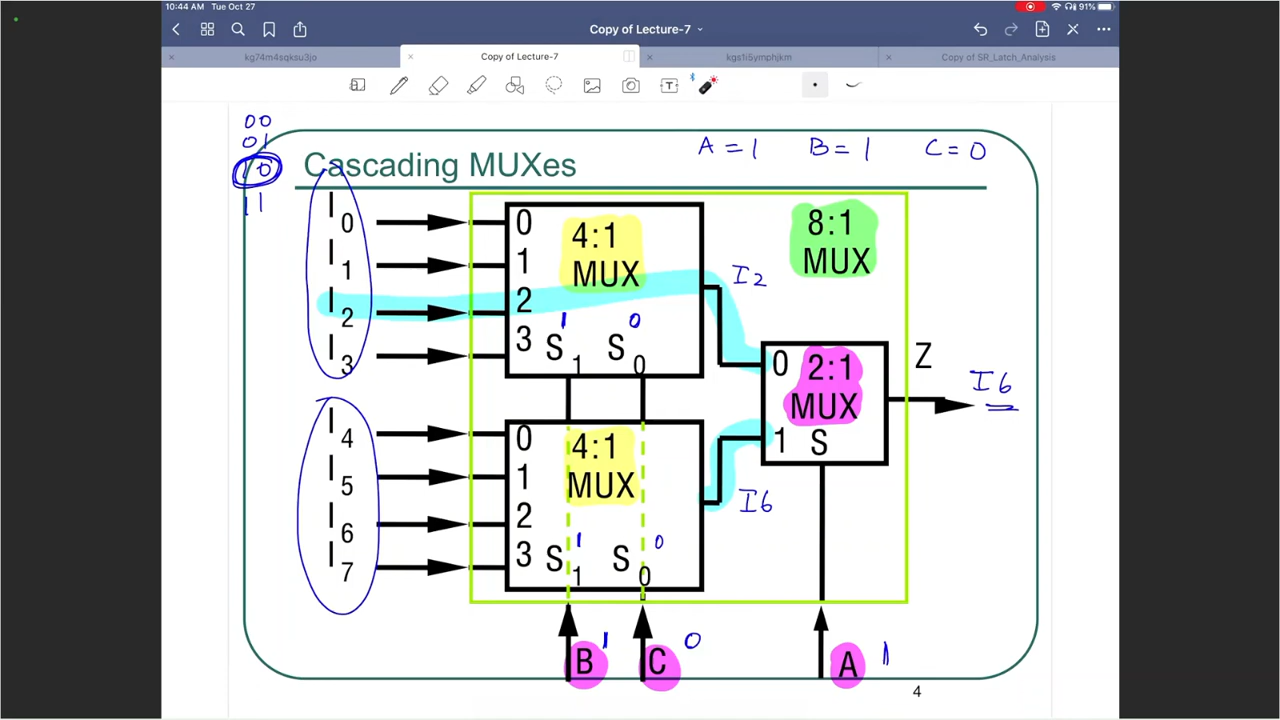 10:44 AM Tue Oct 27
91%
Copy of Lecture-7
kg74m4sqksu3jo
Copy of Lecture-7
kgs1i5ymphjkm
Copy of SR_Latch_Analysis
T
00
01
10
11
Cascading MUXes
A=1 B=1 C=0
I0
I1
I2
I3
0
1
2
3
4:1
MUX
S1 S0
1 0
8:1
MUX
I2
0
1
2:1
MUX
S
Z
I6
I4
I5
I6
I7
0
1
2
3
4:1
MUX
S1 S0
1 0
I6
B 1
C 0
A 1
4